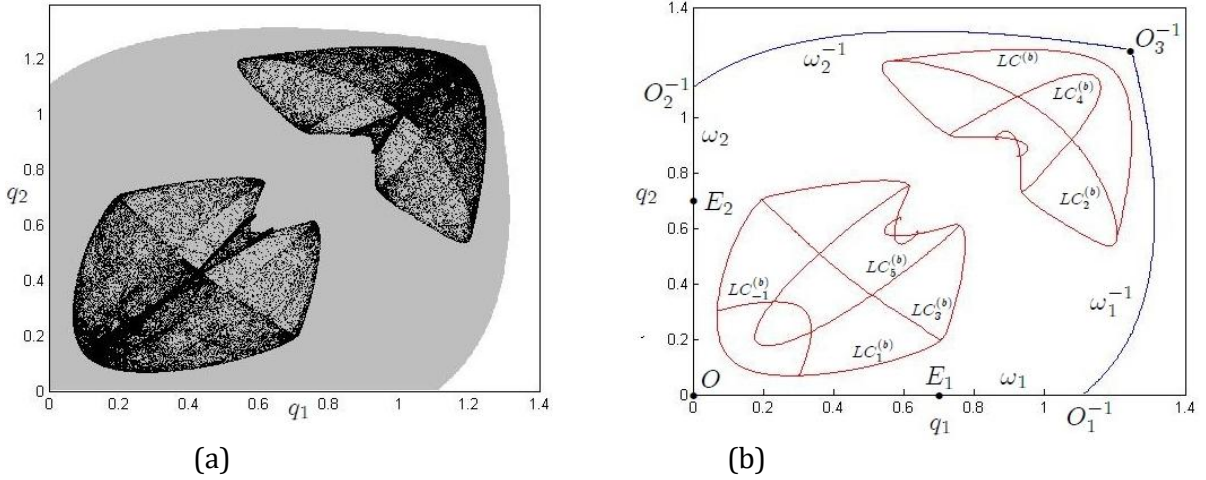 1.2
1
0.8
q₂
0.6
0.4
0.2
0
0 0.2 0.4 0.6 0.8 1 1.2 1.4
q₁
(a)
1.4
O₃⁻¹
1.2
ω₂⁻¹
LC⁽ᵇ⁾
O₂⁻¹
LC₄⁽ᵇ⁾
1
ω₂
0.8
q₂
E₂
LC₂⁽ᵇ⁾
0.6
LC₅⁽ᵇ⁾
0.4
LC₋₁⁽ᵇ⁾
ω₁⁻¹
LC₃⁽ᵇ⁾
0.2
LC₁⁽ᵇ⁾
O
E₁
ω₁
0
O₁⁻¹
0 0.2 0.4 0.6 0.8 1 1.2 1.4
q₁
(b)